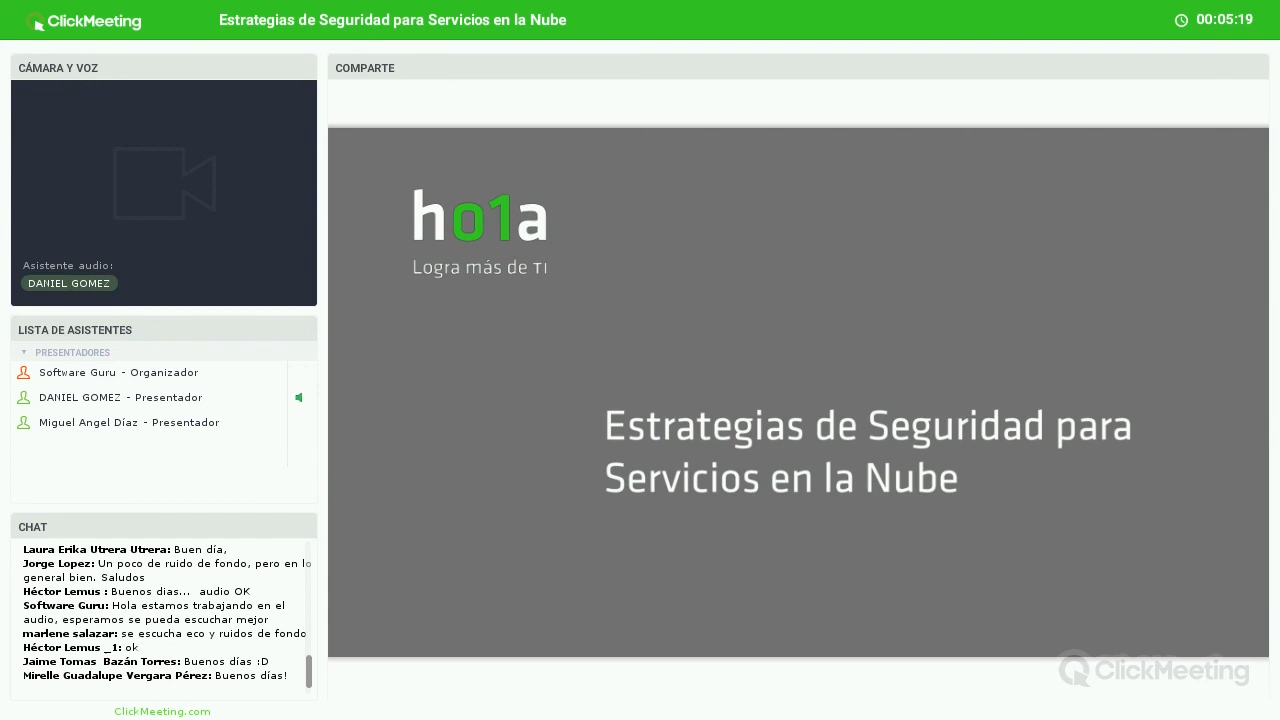 ClickMeeting
Estrategias de Seguridad para Servicios en la Nube
00:05:19
CÁMARA Y VOZ
Asistente audio:
DANIEL GOMEZ
LISTA DE ASISTENTES
PRESENTADORES
Software Guru - Organizador
DANIEL GOMEZ - Presentador
Miguel Angel Díaz - Presentador
CHAT
Laura Erika Utrera Utrera: Buen día,
Jorge Lopez: Un poco de ruido de fondo, pero en lo
general bien. Saludos
Héctor Lemus : Buenos dias... audio OK
Software Guru: Hola estamos trabajando en el
audio, esperamos se pueda escuchar mejor
marlene salazar: se escucha eco y ruidos de fondo
Héctor Lemus _1: ok
Jaime Tomas Bazán Torres: Buenos días :D
Mirelle Guadalupe Vergara Pérez: Buenos días!
ClickMeeting.com
COMPARTE
ho1a
Logra más de TI
Estrategias de Seguridad para
Servicios en la Nube
ClickMeeting